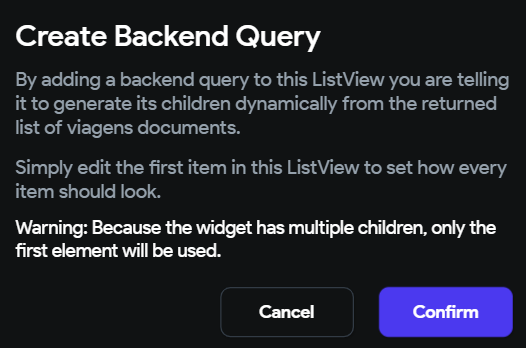 Create Backend Query
By adding a backend query to this ListView you are telling
it to generate its children dynamically from the returned
list of viagens documents.
Simply edit the first item in this ListView to set how every
item should look.
Warning: Because the widget has multiple children, only the
first element will be used.
Cancel
Confirm